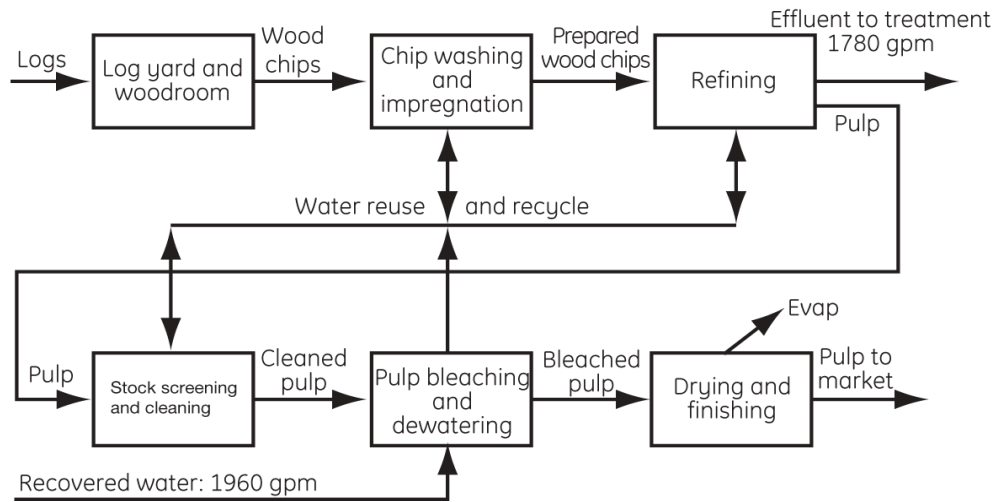 Effluent to treatment
1780 gpm
Logs
Log yard and
woodroom
Wood
chips
Chip washing
and
impregnation
Prepared
wood chips
Refining
Pulp
Water reuse and recycle
Evap
Pulp
Stock screening
and cleaning
Cleaned
pulp
Pulp bleaching
and
dewatering
Bleached
pulp
Drying and
finishing
Pulp to
market
Recovered water: 1960 gpm